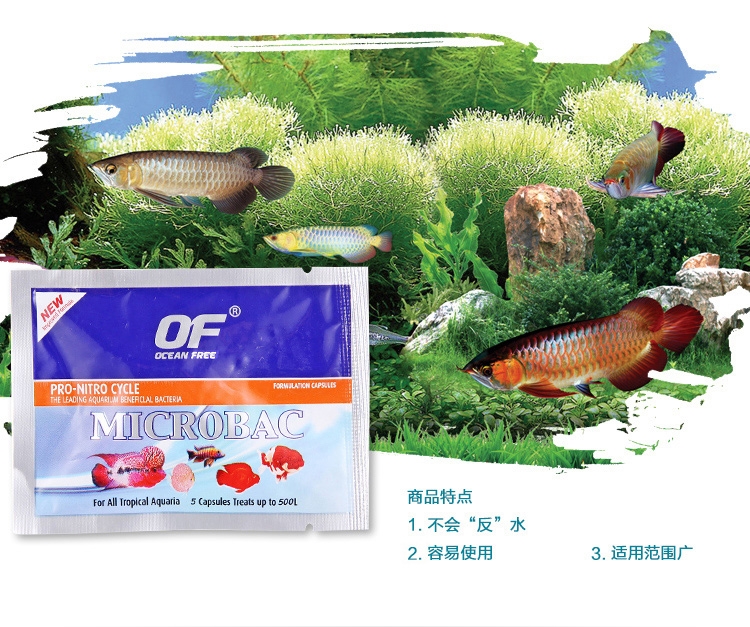 NEW
OF®
OCEAN FREE
PRO-NITRO CYCLE
FORMULATION CAPSULES
THE LEADING AQUARIUM BENEFICLAL BACTERIA
MICROBAC
For All Tropical Aquaria 5 Capsules Treats up to 500L
商品特点
1. 不会“反”水
2. 容易使用 3. 适用范围广